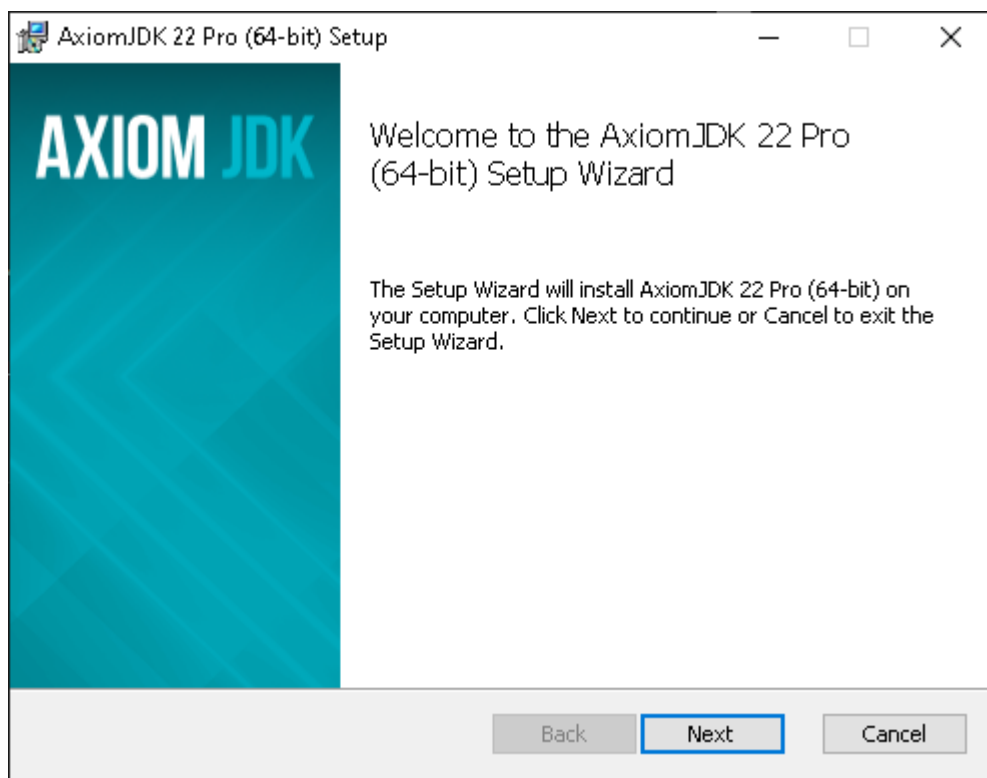 AxiomJDK 22 Pro (64-bit) Setup
AXIOM JDK
Welcome to the AxiomJDK 22 Pro
(64-bit) Setup Wizard
The Setup Wizard will install AxiomJDK 22 Pro (64-bit) on
your computer. Click Next to continue or Cancel to exit the
Setup Wizard.
Back
Next
Cancel